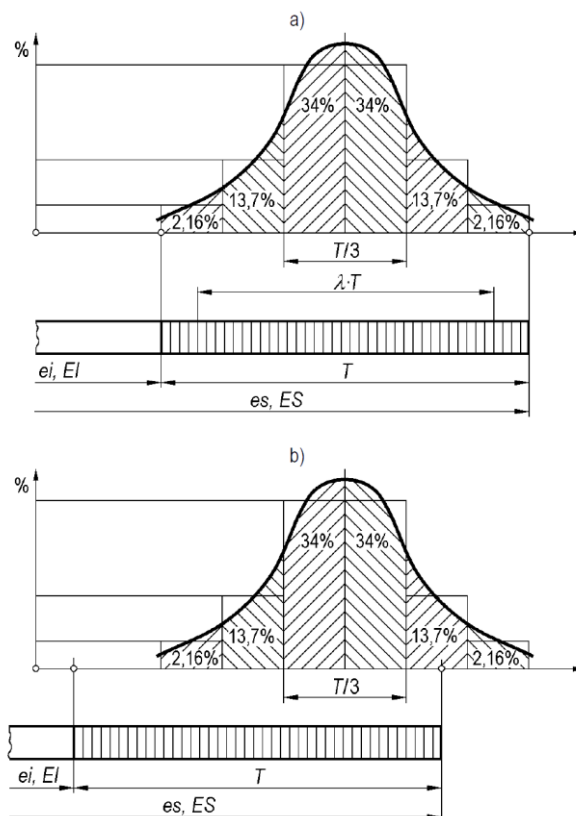 a)
%
34% 34%
13,7% 13,7%
2,16% 2,16%
T/3
λ·T
ei, EI T
es, ES
b)
%
34% 34%
13,7% 13,7%
2,16% 2,16%
T/3
ei, EI T
es, ES